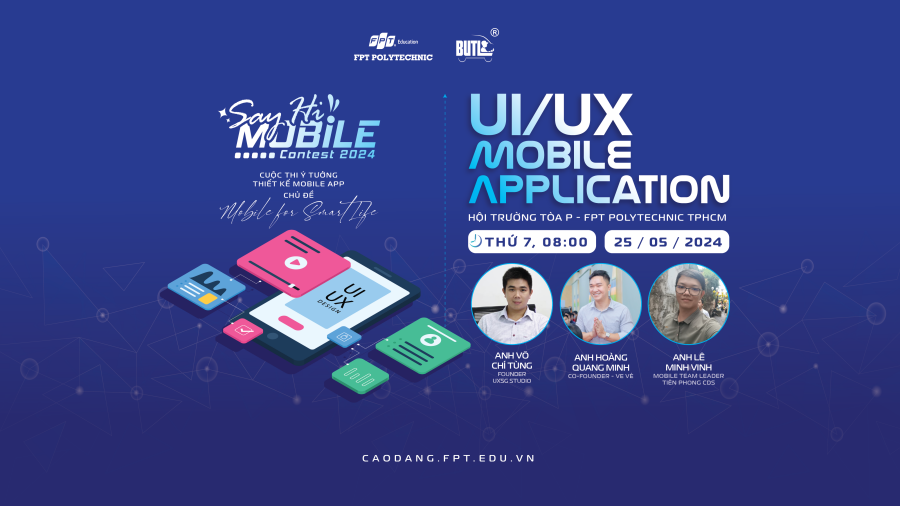 FPT Education
FPT POLYTECHNIC
BUTL
®
Say Hi
MOBILE
Contest 2024
CUỘC THI Ý TƯỞNG
THIẾT KẾ MOBILE APP
CHỦ ĐỀ
Mobile for Smart Life
UI
UX
DESIGN
UI/UX
MOBILE
APPLICATION
HỘI TRƯỜNG TÒA P - FPT POLYTECHNIC TPHCM
THỨ 7, 08:00
25 / 05 / 2024
ANH VÕ
CHÍ TÙNG
FOUNDER
UXSG STUDIO
ANH HOÀNG
QUANG MINH
CO-FOUNDER - VE VÉ
ANH LÊ
MINH VINH
MOBILE TEAM LEADER
TIÊN PHONG CDS
CAODANG.FPT.EDU.VN